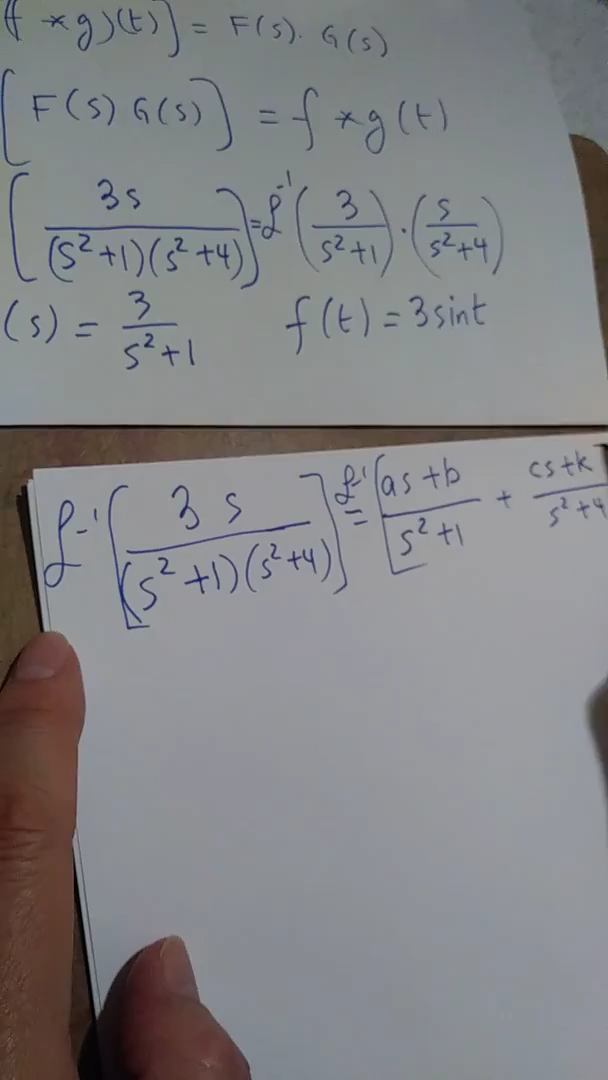 f * g)(t)] = F(s). G(s)
[F(s) G(s)] = f * g(t)
[3s / (s²+1)(s²+4)] = ℒ⁻¹(3 / s²+1) · (s / s²+4)
(s) = 3 / s²+1 f(t) = 3sint
ℒ⁻¹[3 s / (s²+1)(s²+4)] = ℒ⁻¹[as+b / s²+1 + cs+k / s²+4